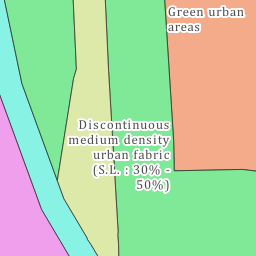 Green urban
areas
Discontinuous
medium density
urban fabric
(S.L. : 30% -
50%)